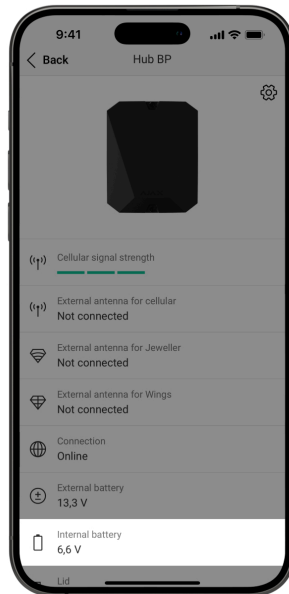 9:41
Back
Hub BP
Cellular signal strength
External antenna for cellular
Not connected
External antenna for Jeweller
Not connected
External antenna for Wings
Not connected
Connection
Online
External battery
13,3 V
Internal battery
6,6 V
Lid